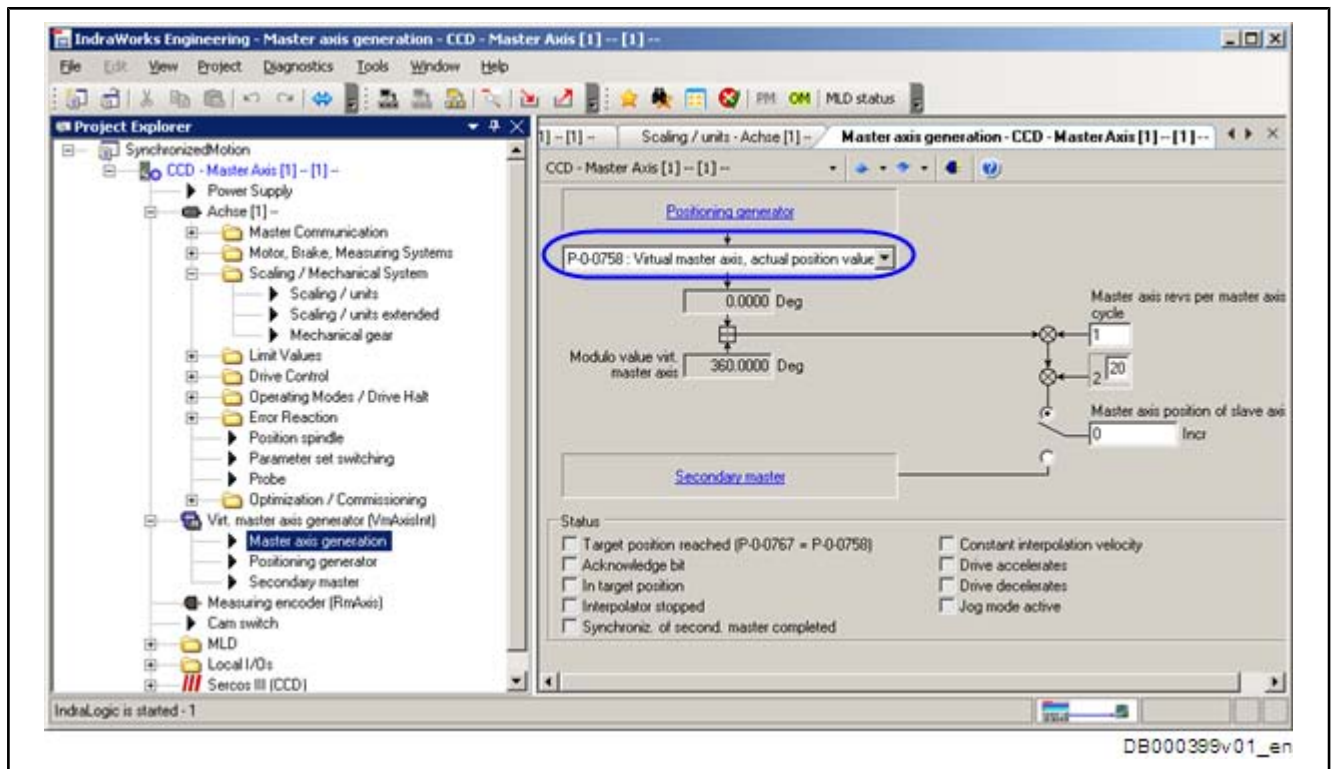 IndraWorks Engineering - Master axis generation - CCD - Master Axis [1] -- [1] --
File Edit View Project Diagnostics Tools Window Help
PM OM MLD status
Project Explorer
1] -- [1] --
Scaling / units - Achse [1] --
Master axis generation - CCD - Master Axis [1] -- [1] --
SynchronizedMotion
CCD - Master Axis [1] -- [1] --
Power Supply
Achse [1] --
Master Communication
Motor, Brake, Measuring Systems
Scaling / Mechanical System
Scaling / units
Scaling / units extended
Mechanical gear
Limit Values
Drive Control
Operating Modes / Drive Halt
Error Reaction
Position spindle
Parameter set switching
Probe
Optimization / Commissioning
Virt. master axis generator (VmAxisInt)
Master axis generation
Positioning generator
Secondary master
Measuring encoder (RmAxis)
Cam switch
MLD
Local I/Os
Sercos III (CCD)
CCD - Master Axis [1] -- [1] --
Positioning generator
P-0-0758 : Virtual master axis, actual position value
0.0000 Deg
Modulo value virt.
master axis
360.0000 Deg
Master axis revs per master axis
cycle
1
2 20
Master axis position of slave axi
0 Incr
Secondary master
Status
Target position reached (P-0-0767 = P-0-0758)
Acknowledge bit
In target position
Interpolator stopped
Synchroniz. of second. master completed
Constant interpolation velocity
Drive accelerates
Drive decelerates
Jog mode active
IndraLogic is started - 1
DB000399v01_en